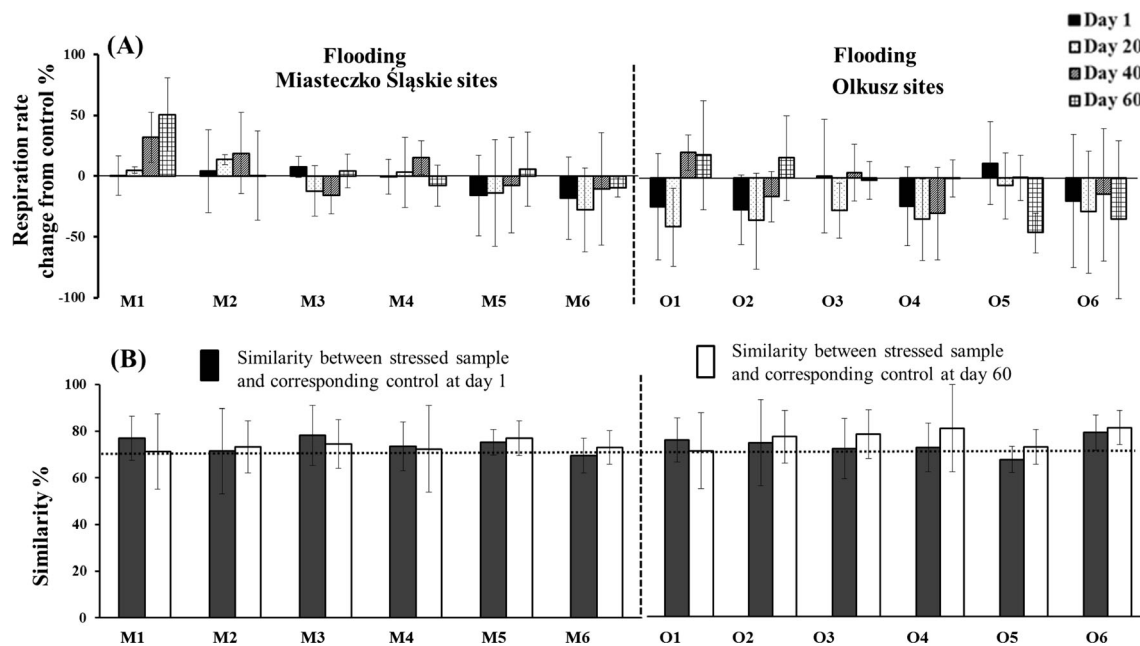 (A)
Flooding
Miasteczko Śląskie sites
Flooding
Olkusz sites
Day 1
Day 20
Day 40
Day 60
Respiration rate
change from control %
100
50
0
-50
-100
M1 M2 M3 M4 M5 M6 O1 O2 O3 O4 O5 O6
(B)
Similarity between stressed sample
and corresponding control at day 1
Similarity between stressed sample
and corresponding control at day 60
Similarity %
100
80
60
40
20
0
M1 M2 M3 M4 M5 M6 O1 O2 O3 O4 O5 O6